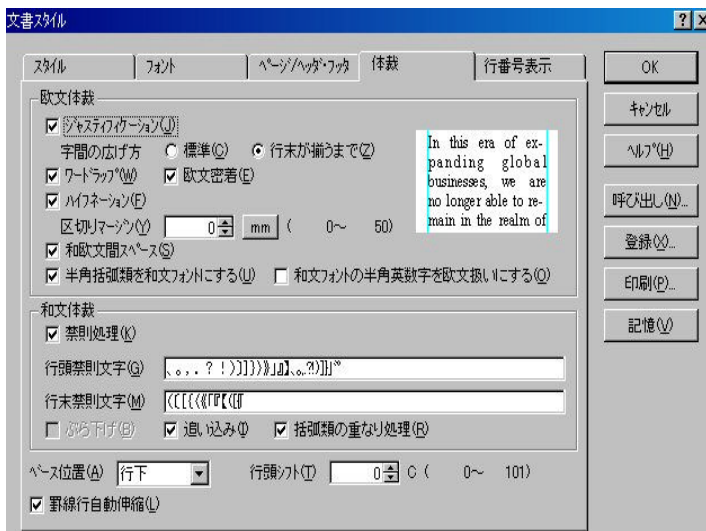 文書スタイル
スタイル フォント ページ/ヘッダ・フッタ 体裁 行番号表示
欧文体裁
ジャスティフィケーション(J)
字間の広げ方 標準(C) 行末が揃うまで(Z)
ワードラップ(W) 欧文密着(E)
ハイフネーション(F)
区切りマージン(Y) 0 mm ( 0～ 50)
和欧文間スペース(S)
半角括弧類を和文フォントにする(U) 和文フォントの半角英数字を欧文扱いにする(O)
In this era of ex-
panding global
businesses, we are
no longer able to re-
main in the realm of
和文体裁
禁則処理(K)
行頭禁則文字(G)
行末禁則文字(M)
ぶら下げ(B) 追い込み(I) 括弧類の重なり処理(R)
ベース位置(A) 行下 行頭シフト(T) 0 C ( 0～ 101)
罫線行自動伸縮(L)
OK
キャンセル
ヘルプ(H)
呼び出し(N)...
登録(X)...
印刷(P)...
記憶(V)